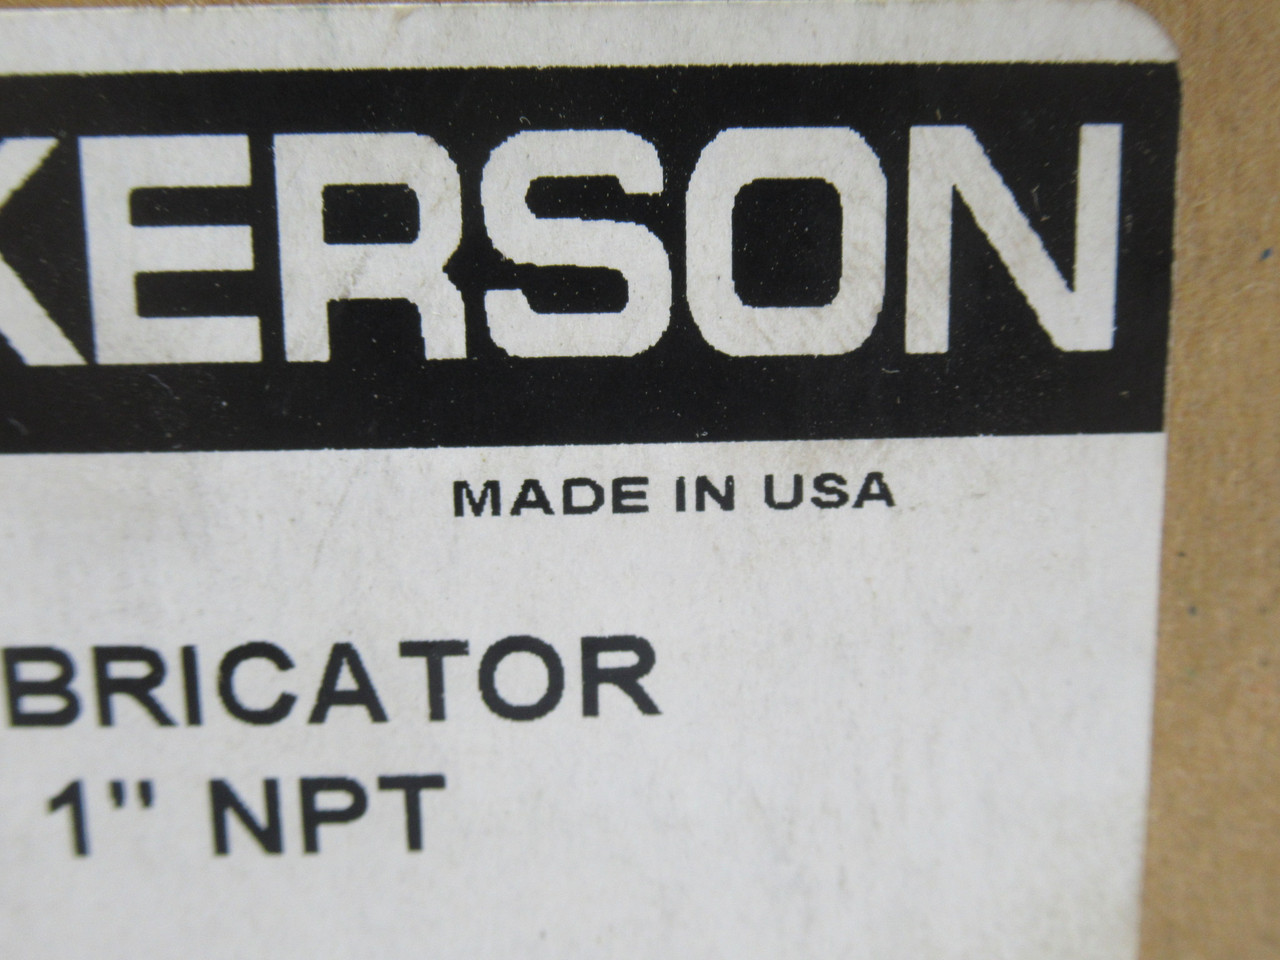 KERSON
MADE IN USA
BRICATOR
1" NPT